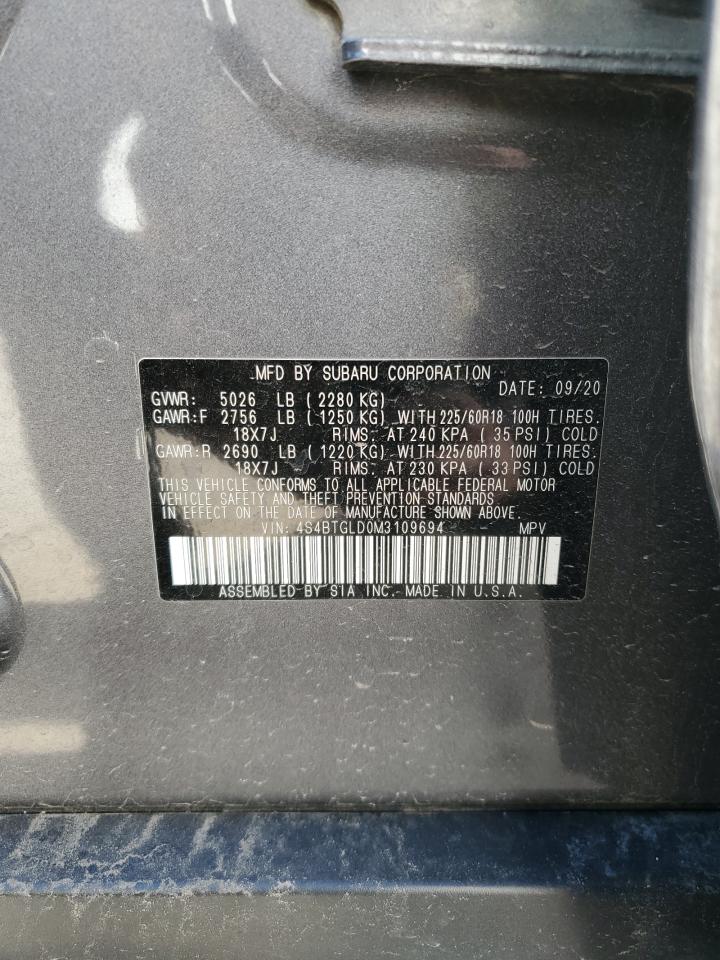 MFD BY SUBARU CORPORATION
DATE: 09/20
GVWR: 5026 LB ( 2280 KG)
GAWR:F 2756 LB ( 1250 KG) WITH 225/60R18 100H TIRES.
18X7J RIMS, AT 240 KPA ( 35 PSI) COLD
GAWR:R 2690 LB ( 1220 KG) WITH 225/60R18 100H TIRES.
18X7J RIMS, AT 230 KPA ( 33 PSI) COLD
THIS VEHICLE CONFORMS TO ALL APPLICABLE FEDERAL MOTOR
VEHICLE SAFETY AND THEFT PREVENTION STANDARDS
IN EFFECT ON THE DATE OF MANUFACTURE SHOWN ABOVE.
VIN: 4S4BTGLD0M3109694 MPV
ASSEMBLED BY SIA INC. MADE IN U.S.A.